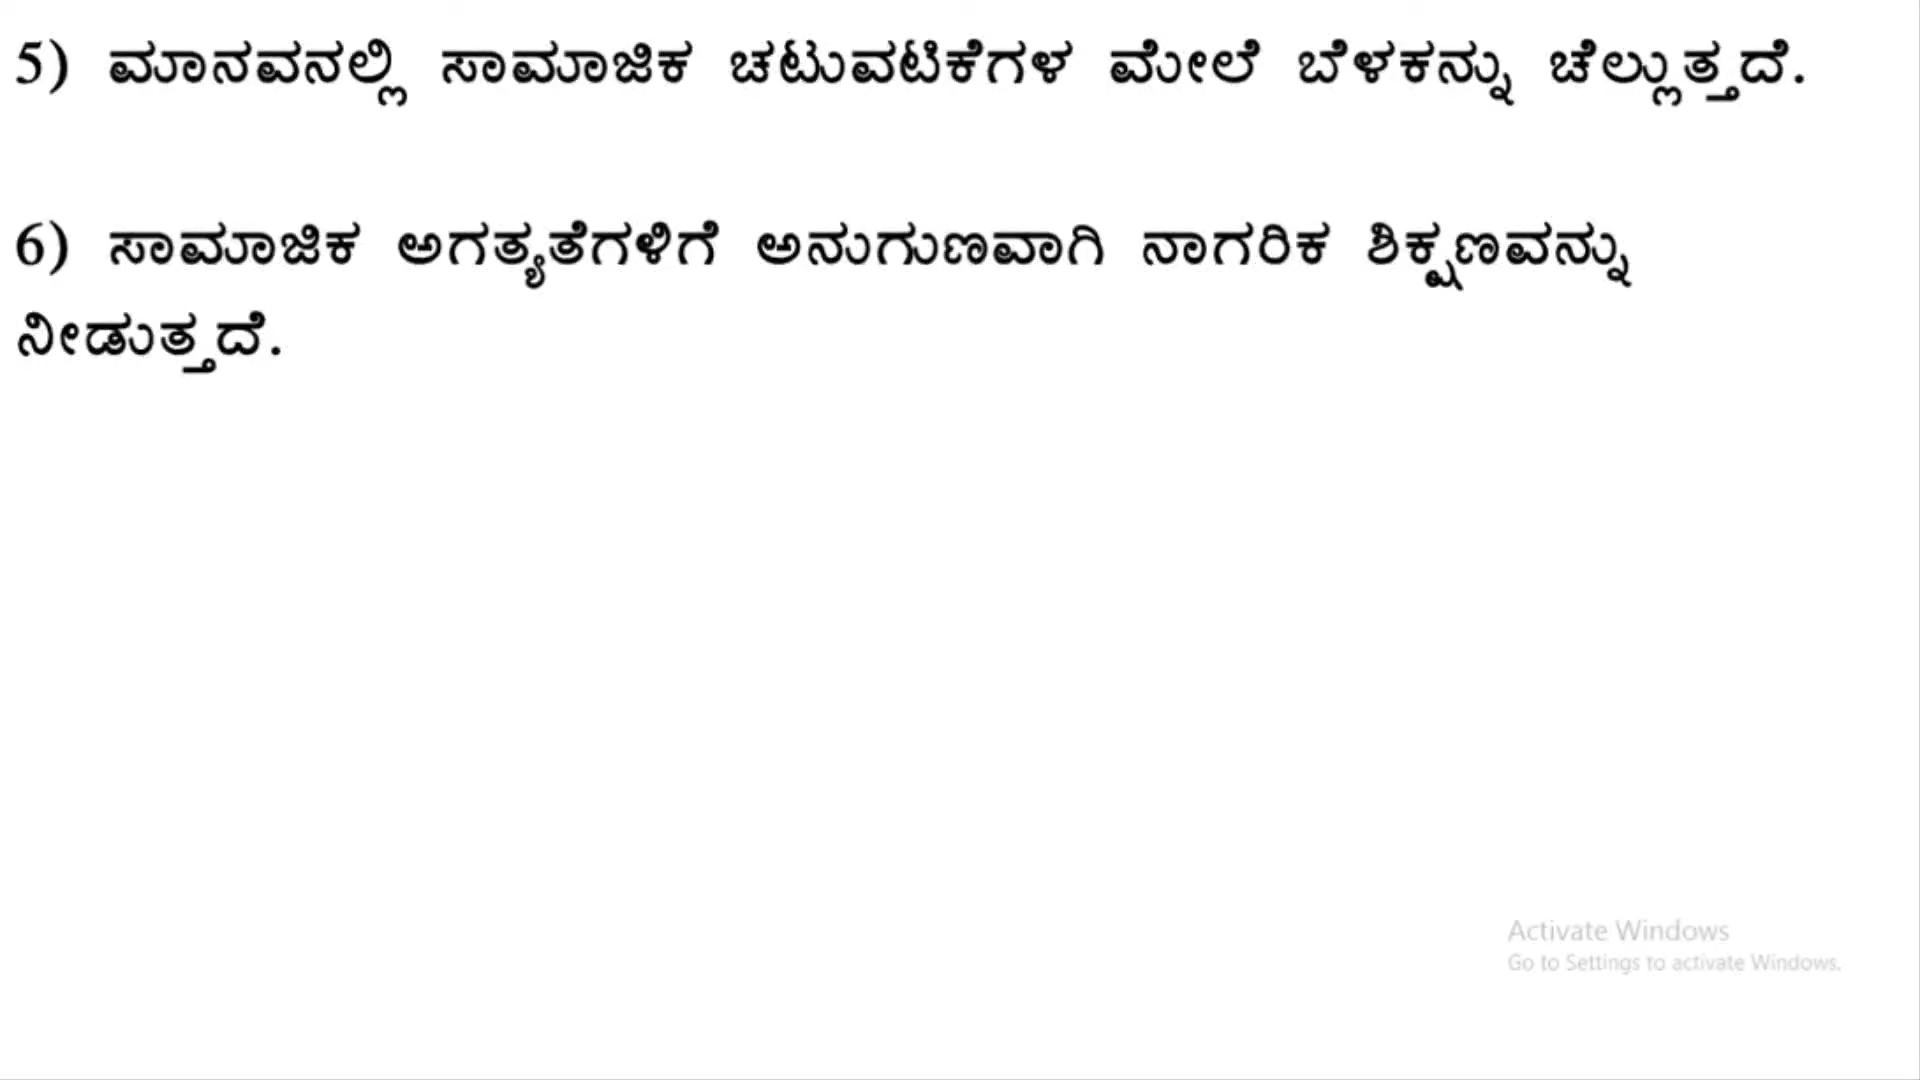 5) ಮಾನವನಲ್ಲಿ ಸಾಮಾಜಿಕ ಚಟುವಟಿಕೆಗಳ ಮೇಲೆ ಬೆಳಕನ್ನು ಚೆಲ್ಲುತ್ತದೆ.
6) ಸಾಮಾಜಿಕ ಅಗತ್ಯತೆಗಳಿಗೆ ಅನುಗುಣವಾಗಿ ನಾಗರಿಕ ಶಿಕ್ಷಣವನ್ನು
ನೀಡುತ್ತದೆ.
Activate Windows
Go to Settings to activate Windows.